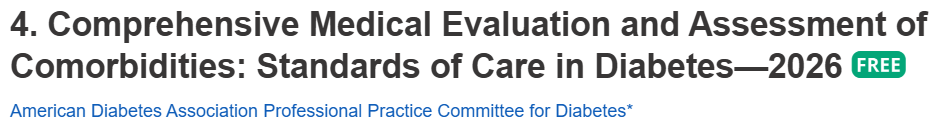 4. Comprehensive Medical Evaluation and Assessment of
Comorbidities: Standards of Care in Diabetes—2026 FREE
American Diabetes Association Professional Practice Committee for Diabetes*